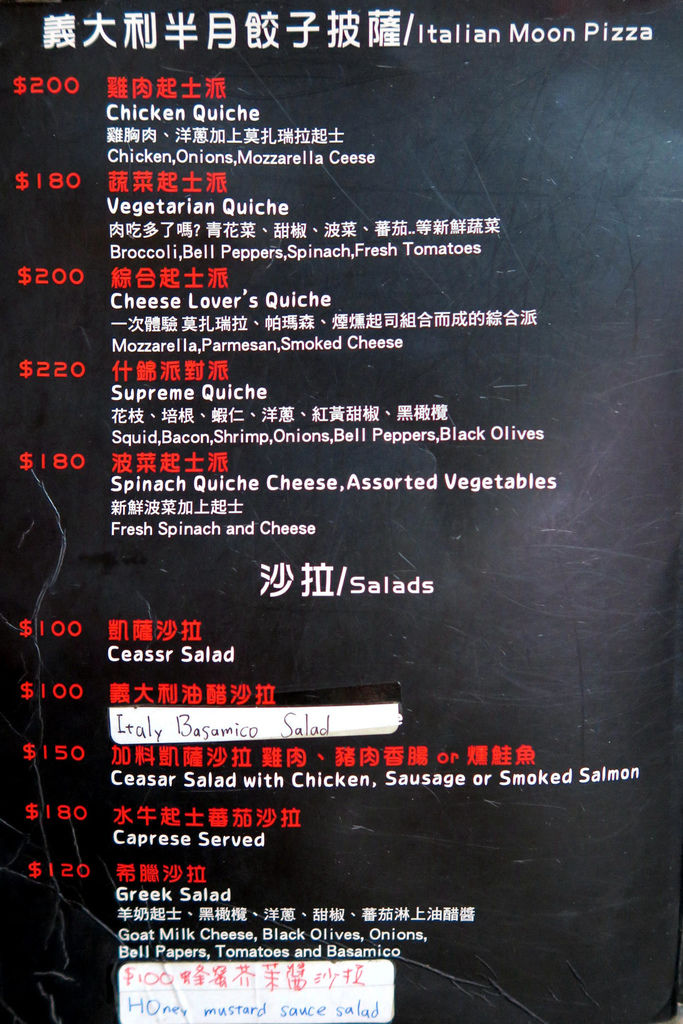 義大利半月餃子披薩/Italian Moon Pizza
$200 雞肉起士派
Chicken Quiche
雞胸肉、洋蔥加上莫扎瑞拉起士
Chicken,Onions,Mozzarella Ceese
$180 蔬菜起士派
Vegetarian Quiche
肉吃多了嗎? 青花菜、甜椒、波菜、蕃茄..等新鮮蔬菜
Broccoli,Bell Peppers,Spinach,Fresh Tomatoes
$200 綜合起士派
Cheese Lover's Quiche
一次體驗 莫扎瑞拉、帕瑪森、煙燻起司組合而成的綜合派
Mozzarella,Parmesan,Smoked Cheese
$220 什錦派對派
Supreme Quiche
花枝、培根、蝦仁、洋蔥、紅黃甜椒、黑橄欖
Squid,Bacon,Shrimp,Onions,Bell Peppers,Black Olives
$180 波菜起士派
Spinach Quiche Cheese,Assorted Vegetables
新鮮波菜加上起士
Fresh Spinach and Cheese
沙拉/Salads
$100 凱薩沙拉
Ceassr Salad
$100 義大利油醋沙拉
Italy Basamico Salad
$150 加料凱薩沙拉 雞肉、豬肉香腸 or 燻鮭魚
Ceasar Salad with Chicken, Sausage or Smoked Salmon
$180 水牛起士蕃茄沙拉
Caprese Served
$120 希臘沙拉
Greek Salad
羊奶起士、黑橄欖、洋蔥、甜椒、蕃茄淋上油醋醬
Goat Milk Cheese, Black Olives, Onions,
Bell Papers, Tomatoes and Basamico
$100 蜂蜜芥茉醬沙拉
HOney mustard sauce salad